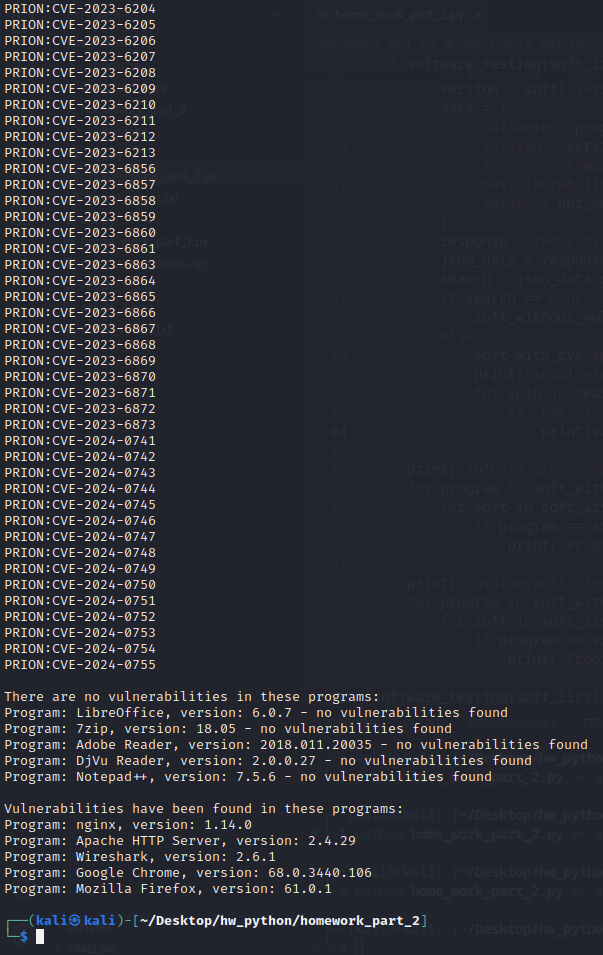 PRION:CVE-2023-6204
PRION:CVE-2023-6205
PRION:CVE-2023-6206
PRION:CVE-2023-6207
PRION:CVE-2023-6208
PRION:CVE-2023-6209
PRION:CVE-2023-6210
PRION:CVE-2023-6211
PRION:CVE-2023-6212
PRION:CVE-2023-6213
PRION:CVE-2023-6856
PRION:CVE-2023-6857
PRION:CVE-2023-6858
PRION:CVE-2023-6859
PRION:CVE-2023-6860
PRION:CVE-2023-6861
PRION:CVE-2023-6863
PRION:CVE-2023-6864
PRION:CVE-2023-6865
PRION:CVE-2023-6866
PRION:CVE-2023-6867
PRION:CVE-2023-6868
PRION:CVE-2023-6869
PRION:CVE-2023-6870
PRION:CVE-2023-6871
PRION:CVE-2023-6872
PRION:CVE-2023-6873
PRION:CVE-2024-0741
PRION:CVE-2024-0742
PRION:CVE-2024-0743
PRION:CVE-2024-0744
PRION:CVE-2024-0745
PRION:CVE-2024-0746
PRION:CVE-2024-0747
PRION:CVE-2024-0748
PRION:CVE-2024-0749
PRION:CVE-2024-0750
PRION:CVE-2024-0751
PRION:CVE-2024-0752
PRION:CVE-2024-0753
PRION:CVE-2024-0754
PRION:CVE-2024-0755
There are no vulnerabilities in these programs:
Program: LibreOffice, version: 6.0.7 - no vulnerabilities found
Program: 7zip, version: 18.05 - no vulnerabilities found
Program: Adobe Reader, version: 2018.011.20035 - no vulnerabilities found
Program: DjVu Reader, version: 2.0.0.27 - no vulnerabilities found
Program: Notepad++, version: 7.5.6 - no vulnerabilities found
Vulnerabilities have been found in these programs:
Program: nginx, version: 1.14.0
Program: Apache HTTP Server, version: 2.4.29
Program: Wireshark, version: 2.6.1
Program: Google Chrome, version: 68.0.3440.106
Program: Mozilla Firefox, version: 61.0.1
┌──(kali㉿kali)-[~/Desktop/hw_python/homework_part_2]
└─$